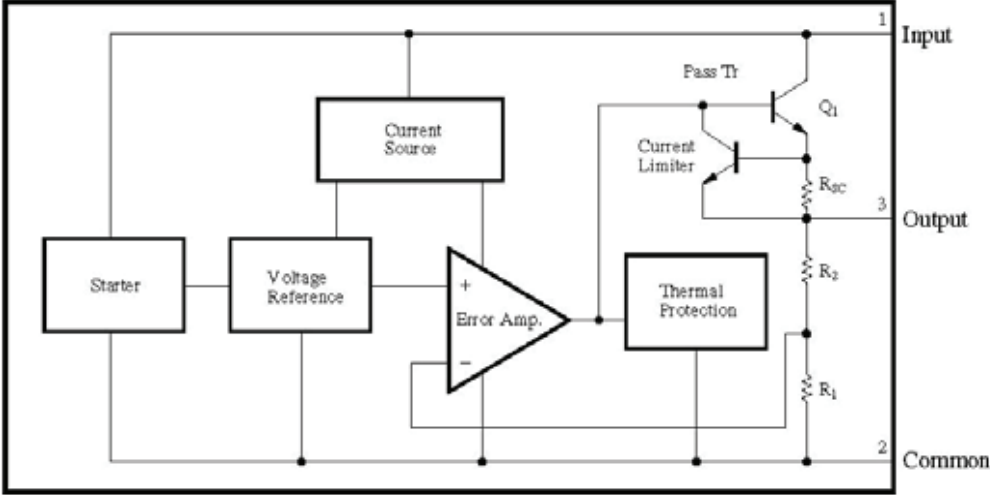 1
Input
Pass Tr
Q1
Current
Source
Current
Limiter
RSC
3
Output
Starter
Voltage
Reference
+
Error Amp.
−
Thermal
Protection
R2
R1
2
Common